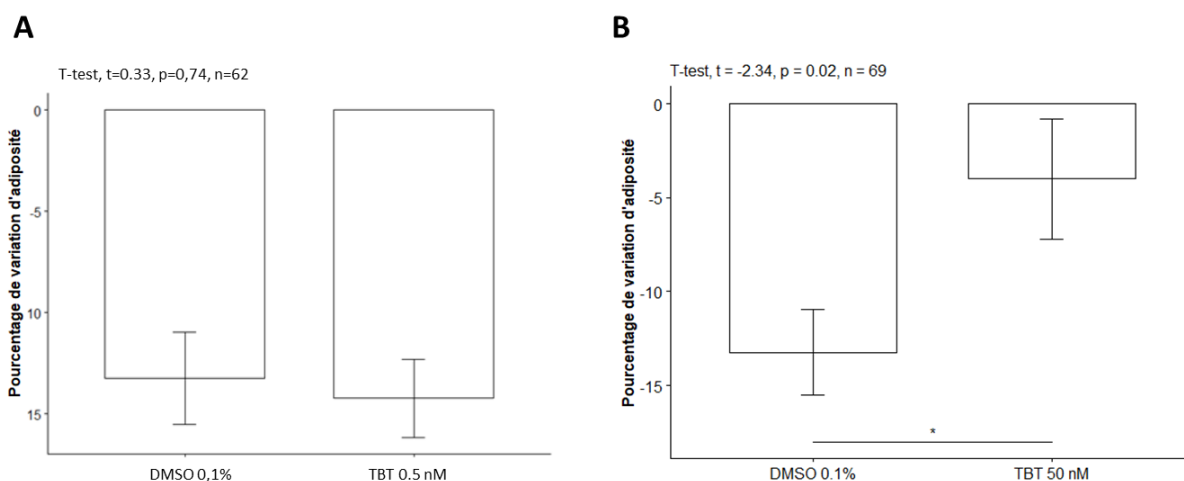 A
T-test, t=0.33, p=0,74, n=62
Pourcentage de variation d'adiposité
0
-5
10
15
DMSO 0,1%
TBT 0.5 nM
B
T-test, t = -2.34, p = 0.02, n = 69
Pourcentage de variation d'adiposité
0
-5
-10
-15
*
DMSO 0.1%
TBT 50 nM